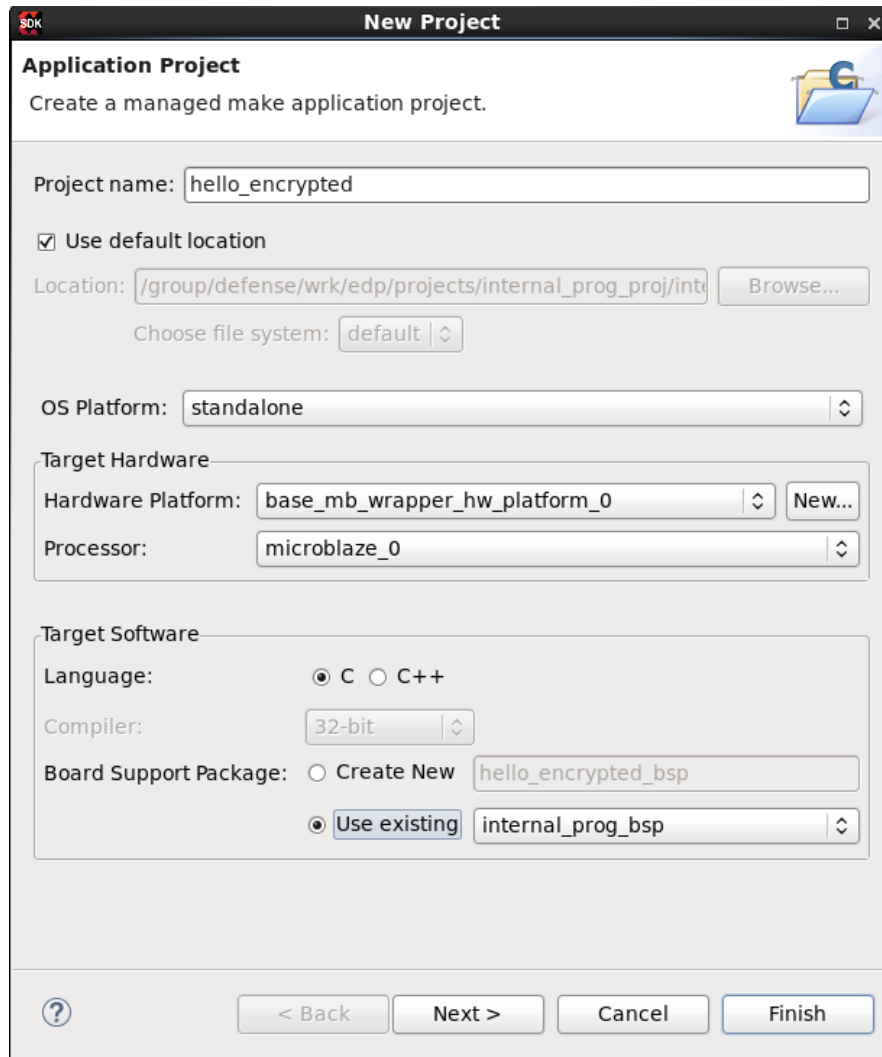 SDK
New Project
Application Project
Create a managed make application project.
C
Project name: hello_encrypted
Use default location
Location: /group/defense/wrk/edp/projects/internal_prog_proj/inte Browse...
Choose file system: default
OS Platform: standalone
Target Hardware
Hardware Platform: base_mb_wrapper_hw_platform_0 New...
Processor: microblaze_0
Target Software
Language: C C++
Compiler: 32-bit
Board Support Package: Create New hello_encrypted_bsp
Use existing internal_prog_bsp
? < Back Next > Cancel Finish